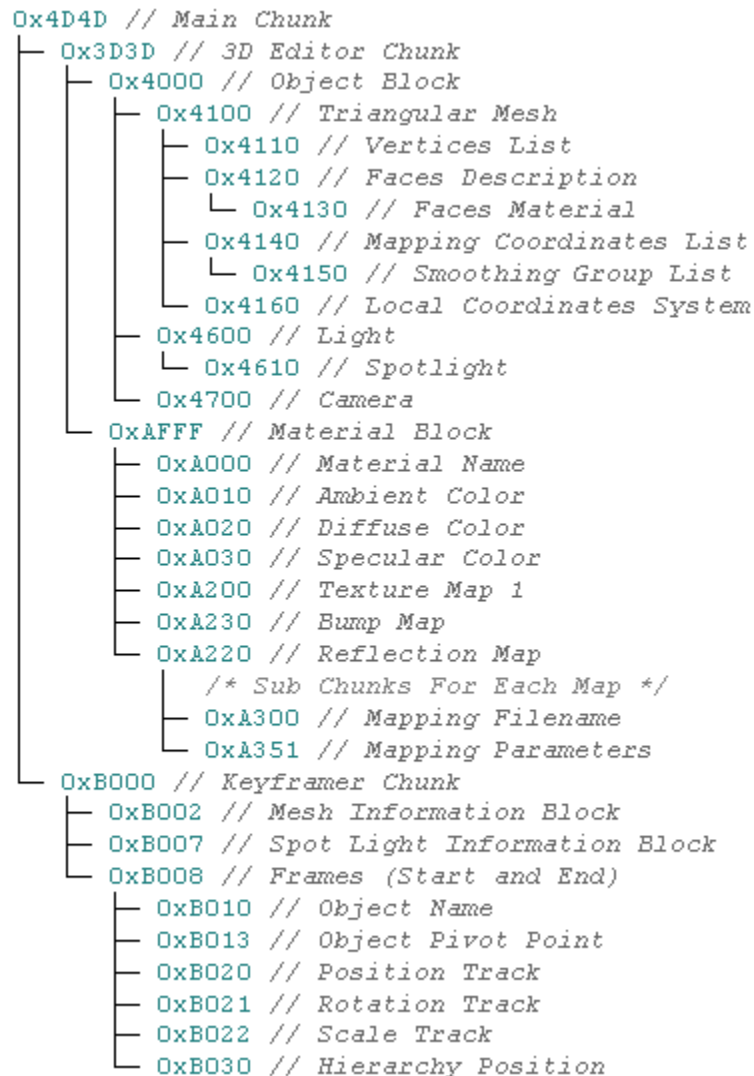 0x4D4D // Main Chunk
0x3D3D // 3D Editor Chunk
0x4000 // Object Block
0x4100 // Triangular Mesh
0x4110 // Vertices List
0x4120 // Faces Description
0x4130 // Faces Material
0x4140 // Mapping Coordinates List
0x4150 // Smoothing Group List
0x4160 // Local Coordinates System
0x4600 // Light
0x4610 // Spotlight
0x4700 // Camera
0xAFFF // Material Block
0xA000 // Material Name
0xA010 // Ambient Color
0xA020 // Diffuse Color
0xA030 // Specular Color
0xA200 // Texture Map 1
0xA230 // Bump Map
0xA220 // Reflection Map
/* Sub Chunks For Each Map */
0xA300 // Mapping Filename
0xA351 // Mapping Parameters
0xB000 // Keyframer Chunk
0xB002 // Mesh Information Block
0xB007 // Spot Light Information Block
0xB008 // Frames (Start and End)
0xB010 // Object Name
0xB013 // Object Pivot Point
0xB020 // Position Track
0xB021 // Rotation Track
0xB022 // Scale Track
0xB030 // Hierarchy Position